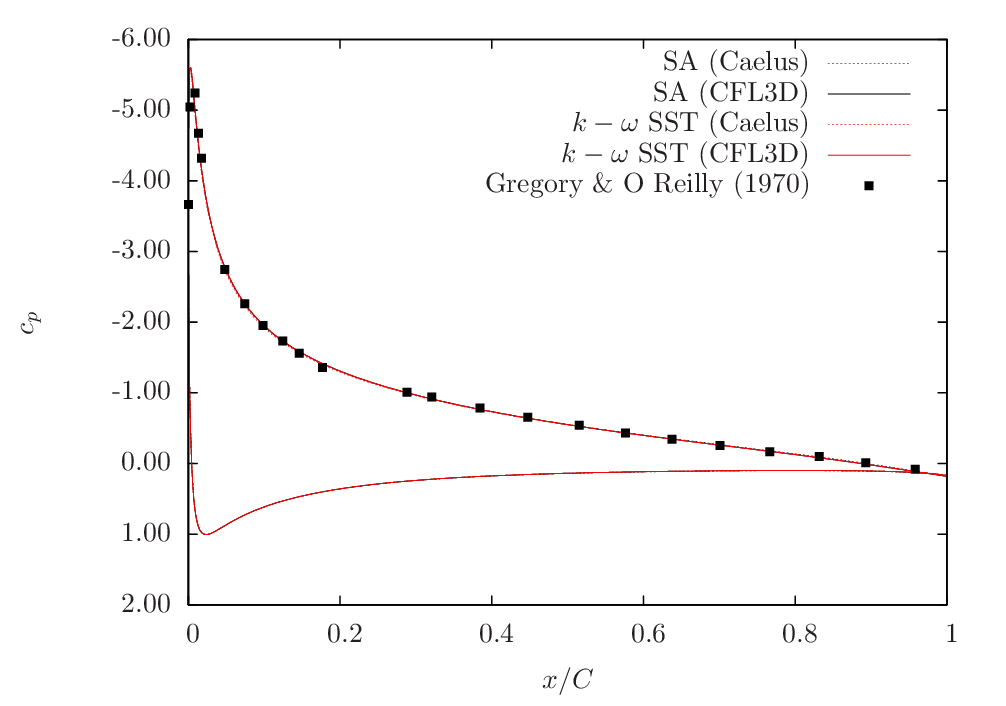 -6.00
SA (Caelus)
SA (CFL3D)
k − ω SST (Caelus)
k − ω SST (CFL3D)
Gregory & O Reilly (1970)
-5.00
-4.00
-3.00
-2.00
-1.00
0.00
1.00
2.00
c_p
0 0.2 0.4 0.6 0.8 1
x/C